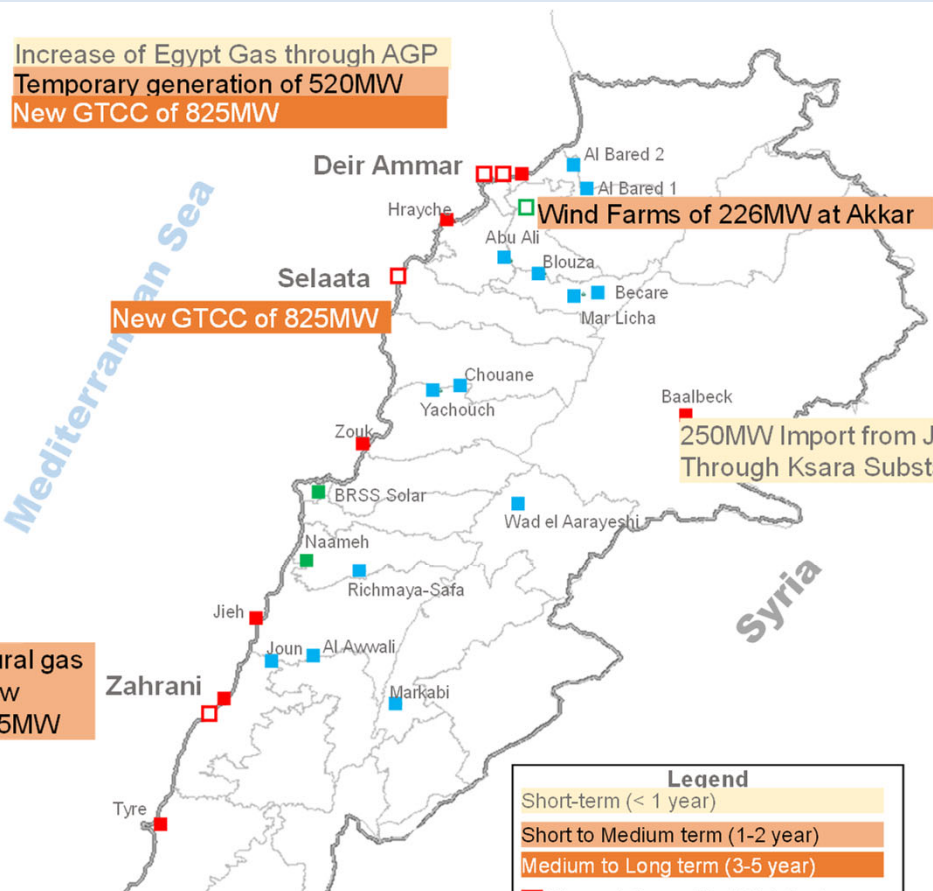 Increase of Egypt Gas through AGP
Temporary generation of 520MW
New GTCC of 825MW
Deir Ammar
Al Bared 2
Al Bared 1
Hrayche
Wind Farms of 226MW at Akkar
Abu Ali
Blouza
Selaata
Becare
Mar Licha
New GTCC of 825MW
Mediterranean Sea
Chouane
Yachouch
Baalbeck
Zouk
250MW Import from J
Through Ksara Subst
BRSS Solar
Wad el Aarayeshi
Naameh
Richmaya-Safa
Syria
Jieh
Joun
Al Awwali
ural gas
w
5MW
Zahrani
Markabi
Tyre
Legend
Short-term (< 1 year)
Short to Medium term (1-2 year)
Medium to Long term (3-5 year)